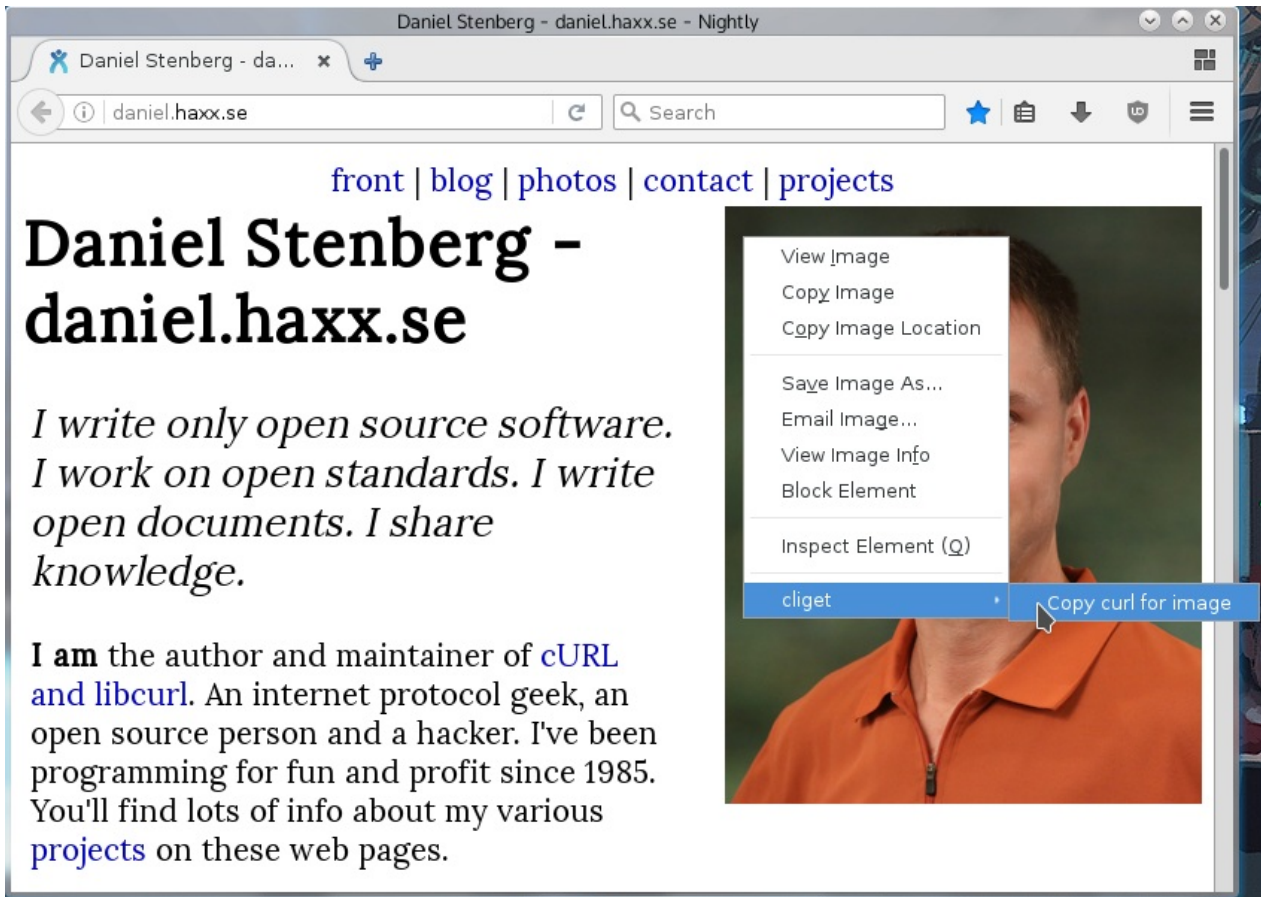 Daniel Stenberg - daniel.haxx.se - Nightly
Daniel Stenberg - da...
daniel.haxx.se
Search
front | blog | photos | contact | projects
Daniel Stenberg -
daniel.haxx.se
I write only open source software.
I work on open standards. I write
open documents. I share
knowledge.
I am the author and maintainer of cURL
and libcurl. An internet protocol geek, an
open source person and a hacker. I've been
programming for fun and profit since 1985.
You'll find lots of info about my various
projects on these web pages.
View Image
Copy Image
Copy Image Location
Save Image As...
Email Image...
View Image Info
Block Element
Inspect Element (Q)
cliget
Copy curl for image